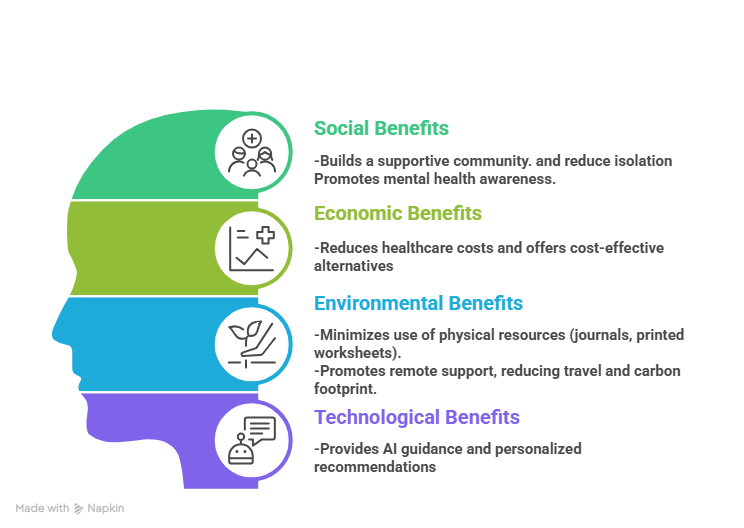 Social Benefits
-Builds a supportive community. and reduce isolation
Promotes mental health awareness.
Economic Benefits
-Reduces healthcare costs and offers cost-effective
alternatives
Environmental Benefits
-Minimizes use of physical resources (journals, printed
worksheets).
-Promotes remote support, reducing travel and carbon
footprint.
Technological Benefits
-Provides AI guidance and personalized
recommendations
Made with Napkin